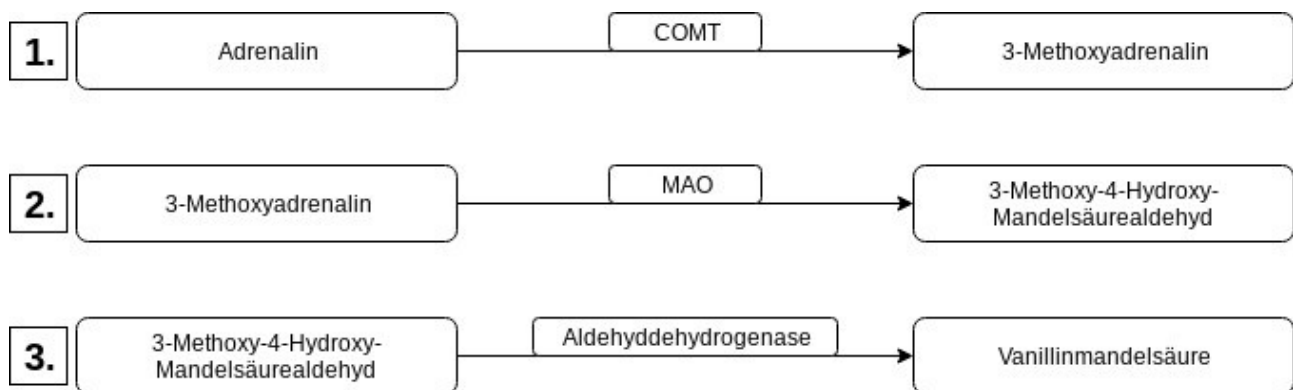 1.
Adrenalin
COMT
3-Methoxyadrenalin
2.
3-Methoxyadrenalin
MAO
3-Methoxy-4-Hydroxy-
Mandelsäurealdehyd
3.
3-Methoxy-4-Hydroxy-
Mandelsäurealdehyd
Aldehyddehydrogenase
Vanillinmandelsäure